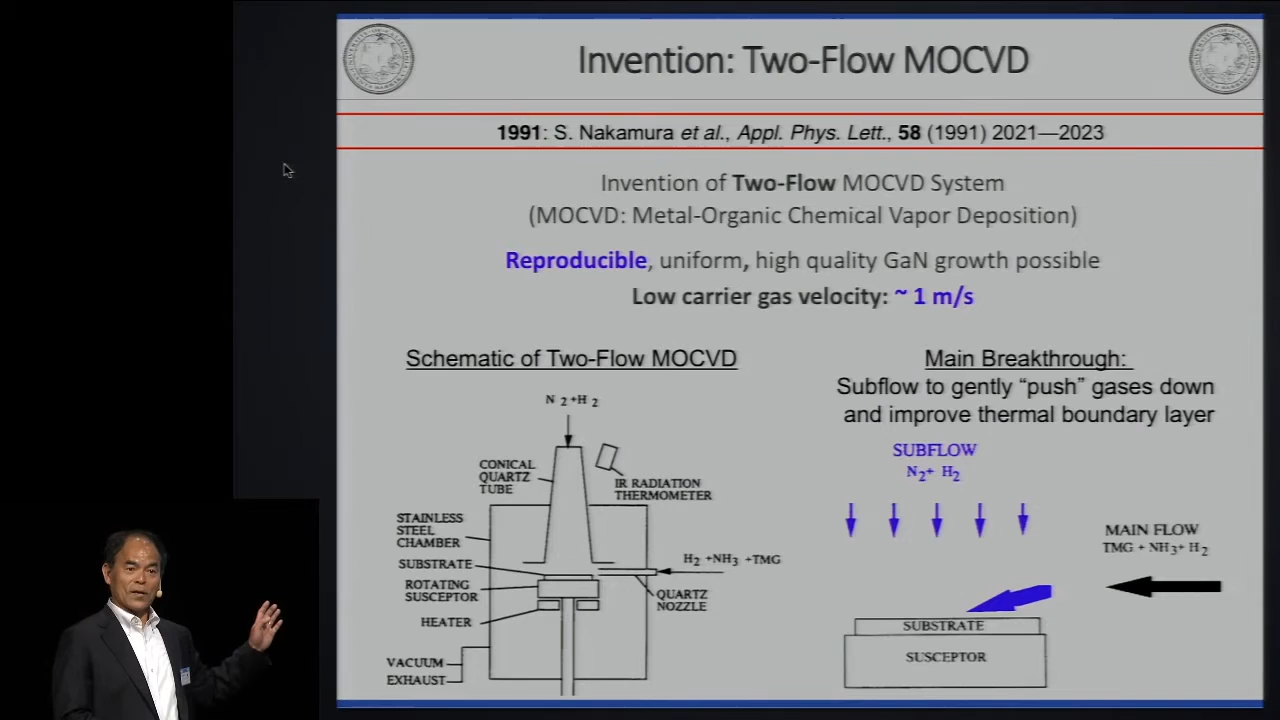 Invention: Two-Flow MOCVD
1991: S. Nakamura et al., Appl. Phys. Lett., 58 (1991) 2021—2023
Invention of Two-Flow MOCVD System
(MOCVD: Metal-Organic Chemical Vapor Deposition)
Reproducible, uniform, high quality GaN growth possible
Low carrier gas velocity: ~ 1 m/s
Schematic of Two-Flow MOCVD
N 2 +H 2
CONICAL
QUARTZ
TUBE
IR RADIATION
THERMOMETER
STAINLESS
STEEL
CHAMBER
SUBSTRATE
H2 +NH3 +TMG
ROTATING
SUSCEPTOR
QUARTZ
NOZZLE
HEATER
VACUUM
EXHAUST
Main Breakthrough:
Subflow to gently “push” gases down
and improve thermal boundary layer
SUBFLOW
N2+ H2
MAIN FLOW
TMG + NH3+ H2
SUBSTRATE
SUSCEPTOR